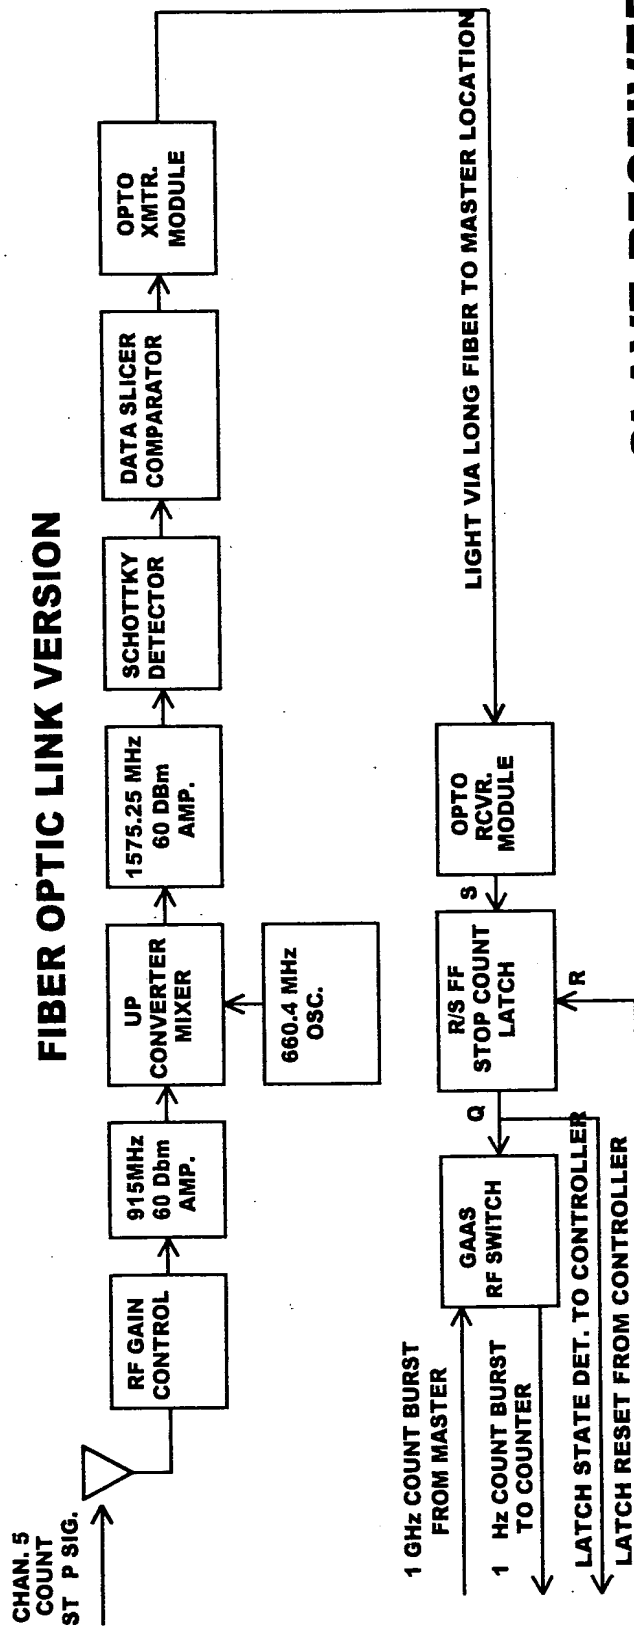 FIBER OPTIC LINK VERSION
CHAN. 5
COUNT
ST P SIG.
RF GAIN
CONTROL
915MHz
60 Dbm
AMP.
UP
CONVERTER
MIXER
660.4 MHz
OSC.
1575.25 MHz
60 DBm
AMP.
SCHOTTKY
DETECTOR
DATA SLICER
COMPARATOR
OPTO
XMTR.
MODULE
LIGHT VIA LONG FIBER TO MASTER LOCATION
OPTO
RCVR.
MODULE
S
R/S FF
STOP COUNT
LATCH
R
Q
GAAS
RF SWITCH
1 GHz COUNT BURST
FROM MASTER
1 Hz COUNT BURST
TO COUNTER
LATCH STATE DET. TO CONTROLLER
LATCH RESET FROM CONTROLLER